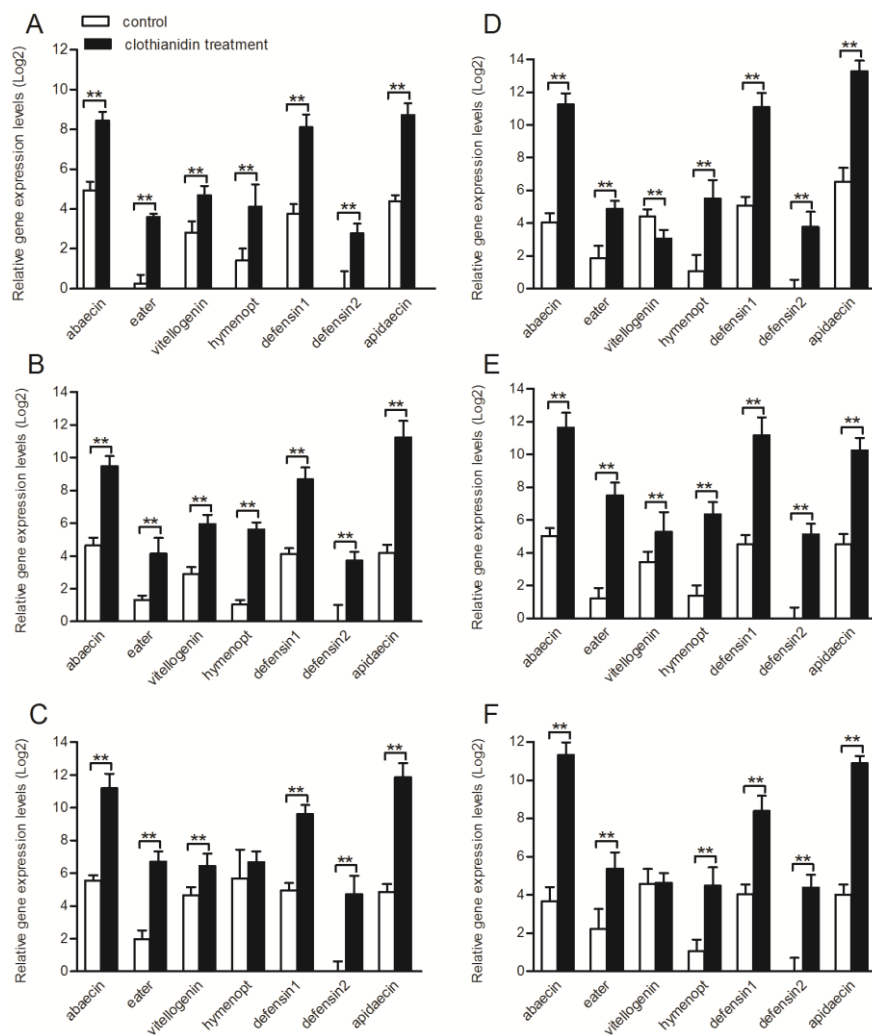 A
control
clothianidin treatment
Relative gene expression levels (Log2)
12
10
8
6
4
2
0
** ** ** ** ** ** **
abaecin eater vitellogenin hymenopt defensin1 defensin2 apidaecin
D
Relative gene expression levels (Log2)
14
12
10
8
6
4
2
0
** ** ** ** ** ** **
abaecin eater vitellogenin hymenopt defensin1 defensin2 apidaecin
B
Relative gene expression levels (Log2)
14
12
10
8
6
4
2
0
** ** ** ** ** ** **
abaecin eater vitellogenin hymenopt defensin1 defensin2 apidaecin
E
Relative gene expression levels (Log2)
14
12
10
8
6
4
2
0
** ** ** ** ** ** **
abaecin eater vitellogenin hymenopt defensin1 defensin2 apidaecin
C
Relative gene expression levels (Log2)
14
12
10
8
6
4
2
0
** ** ** ** ** **
abaecin eater vitellogenin hymenopt defensin1 defensin2 apidaecin
F
Relative gene expression levels (Log2)
12
10
8
6
4
2
0
** ** ** ** ** **
abaecin eater vitellogenin hymenopt defensin1 defensin2 apidaecin